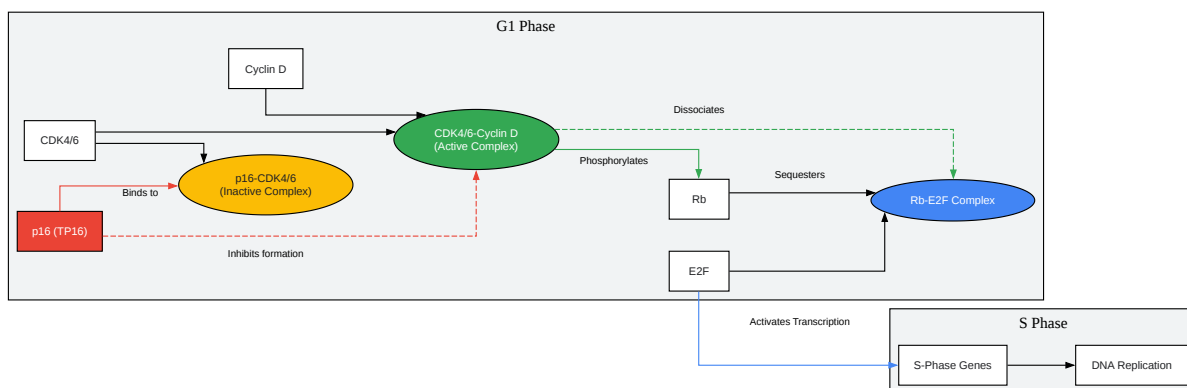 G1 Phase
Cyclin D
Dissociates
CDK4/6
CDK4/6-Cyclin D
(Active Complex)
Phosphorylates
p16-CDK4/6
(Inactive Complex)
Binds to
Sequesters
Rb
Rb-E2F Complex
p16 (TP16)
Inhibits formation
E2F
Activates Transcription
S Phase
S-Phase Genes
DNA Replication